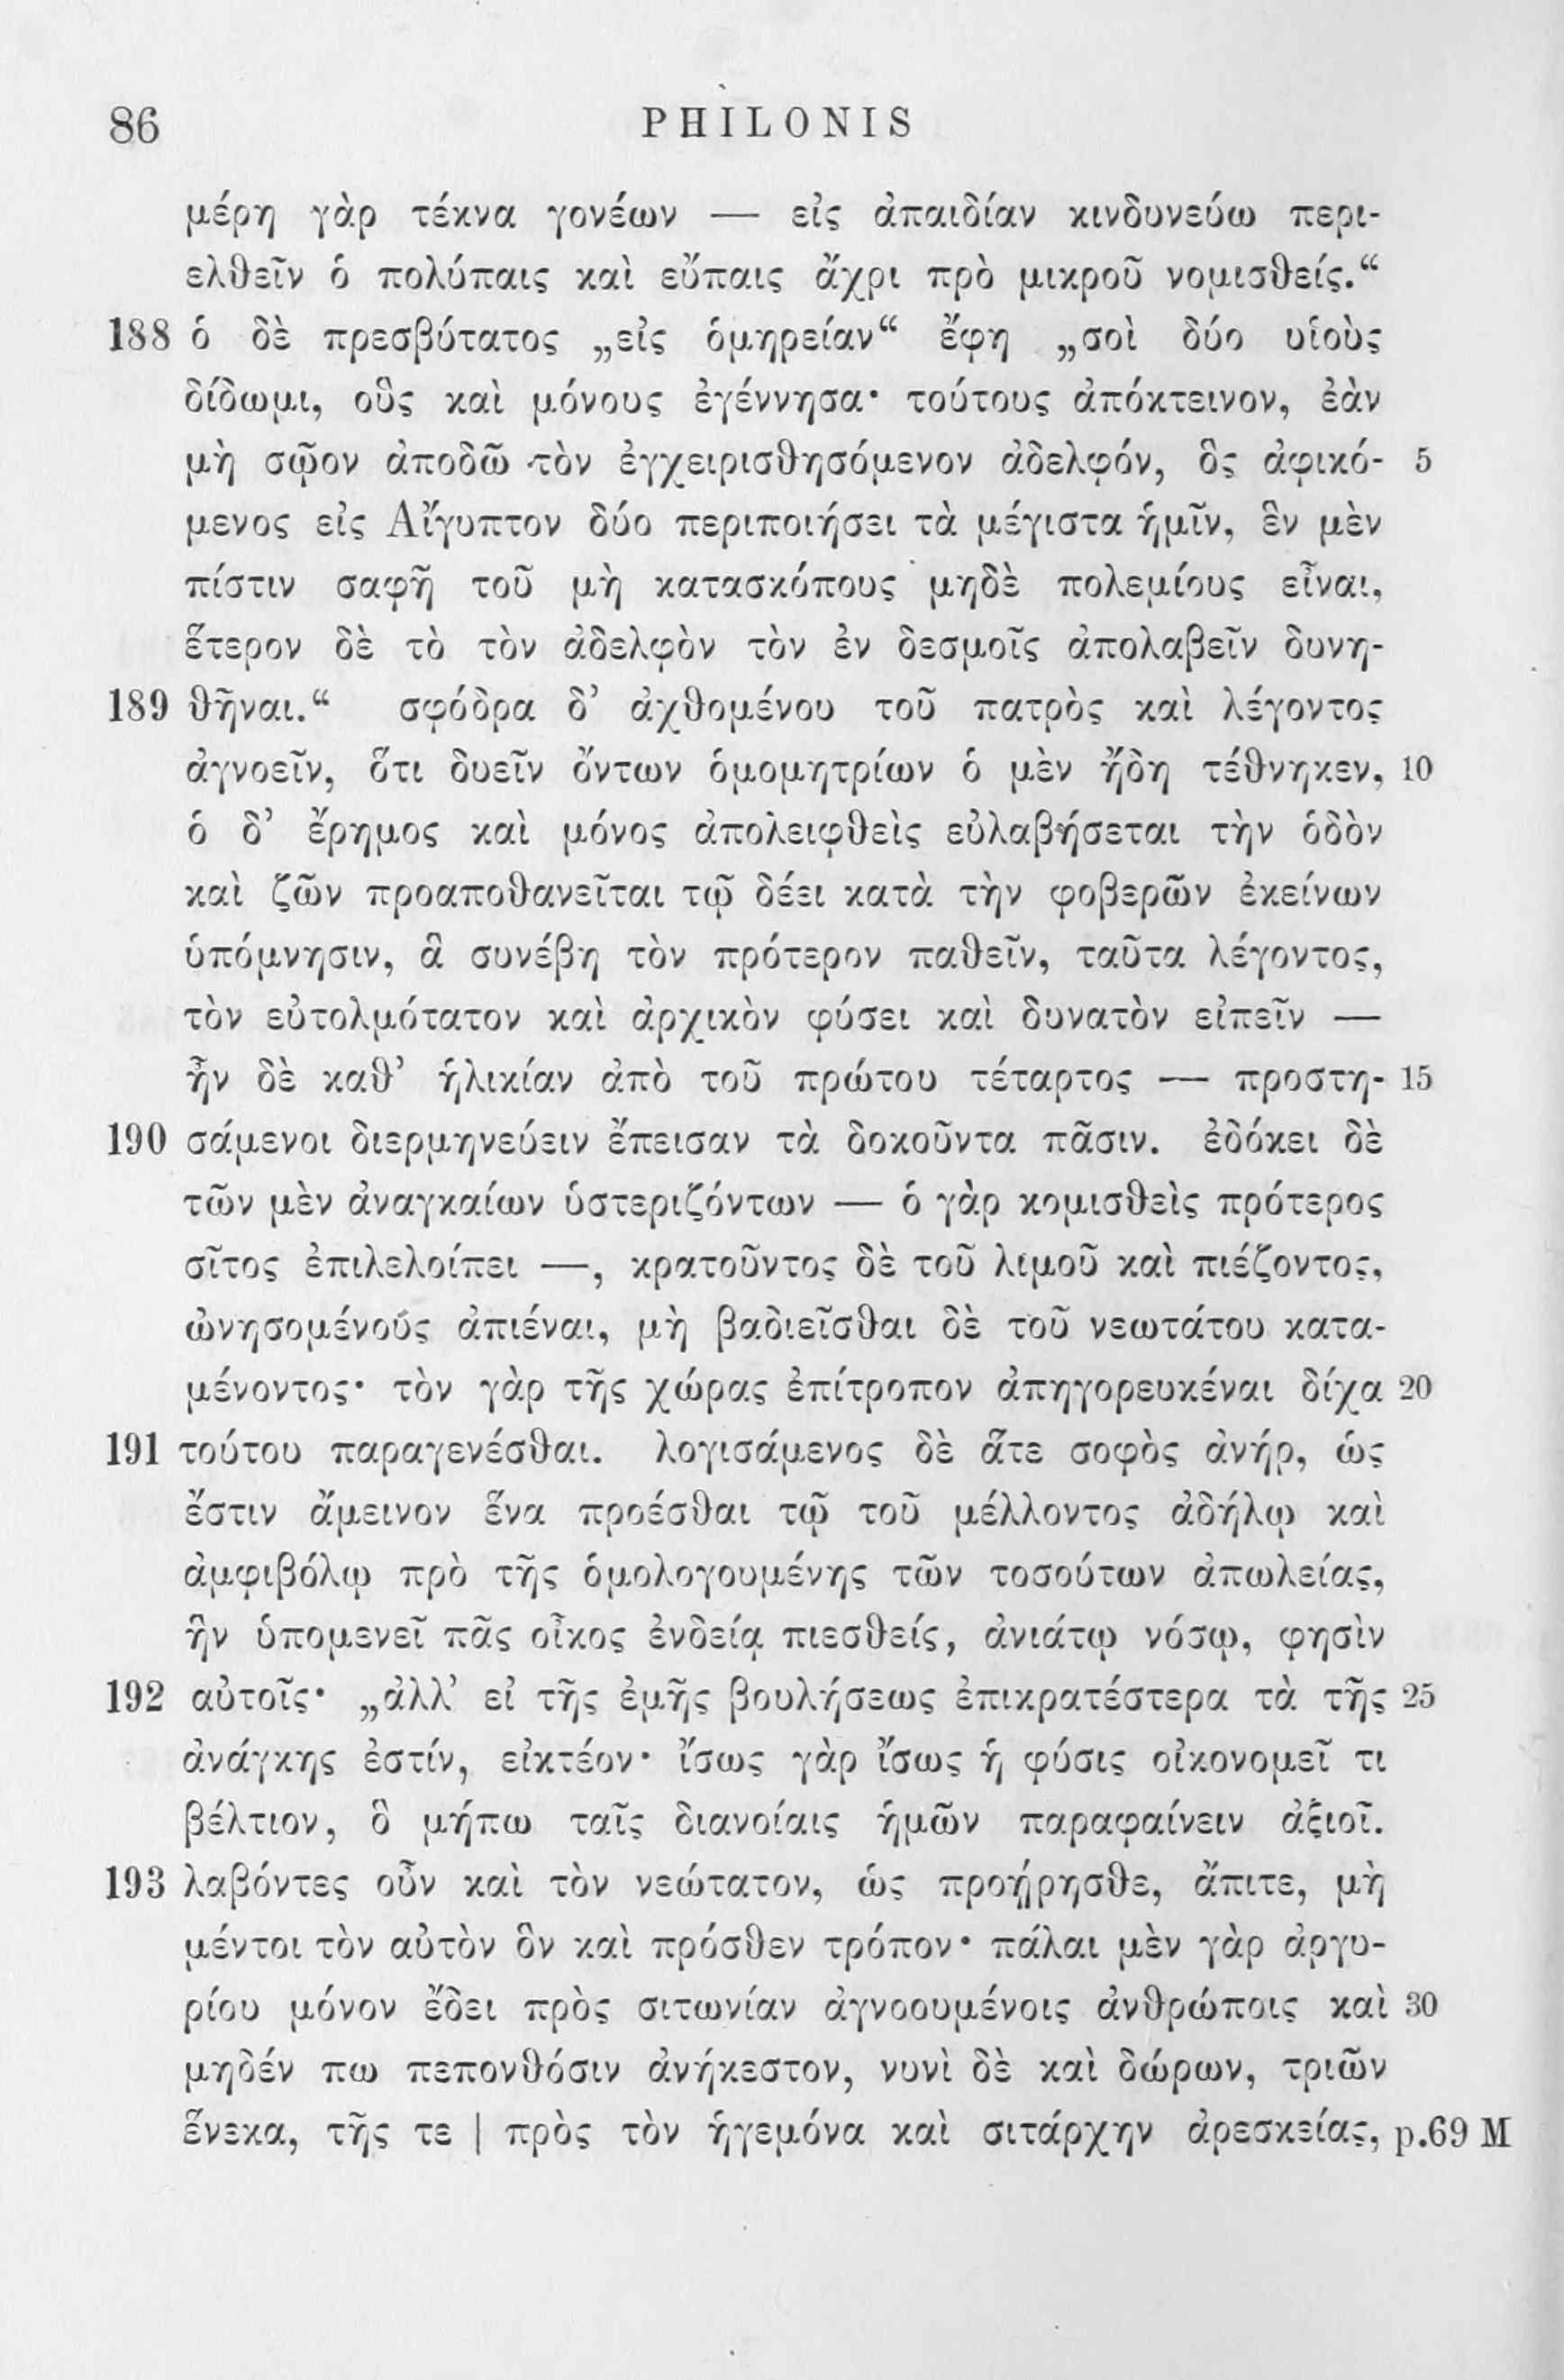 86 PHILONIS
μέρη γὰρ τέκνα γονέων — εἰς ἀπαιδίαν κινδυνεύω περι-
ελθεῖν ὁ πολύπαις καὶ εὔπαις ἄχρι πρὸ μικροῦ νομισθείς.“
188 ὁ δὲ πρεσβύτατος „εἰς ὁμηρείαν“ ἔφη „σοὶ δύο υἱοὺς
δίδωμι, οὓς καὶ μόνους ἐγέννησα· τούτους ἀπόκτεινον, ἐὰν
μὴ σῷον ἀποδῶ τὸν ἐγχειρισθησόμενον ἀδελφόν, ὃς ἀφικό- 5
μενος εἰς Αἴγυπτον δύο περιποιήσει τὰ μέγιστα ἡμῖν, ἓν μὲν
πίστιν σαφῆ τοῦ μὴ κατασκόπους μηδὲ πολεμίους εἶναι,
ἕτερον δὲ τὸ τὸν ἀδελφὸν τὸν ἐν δεσμοῖς ἀπολαβεῖν δυνη-
189 θῆναι.“ σφόδρα δ’ ἀχθομένου τοῦ πατρὸς καὶ λέγοντος
ἀγνοεῖν, ὅτι δυεῖν ὄντων ὁμομητρίων ὁ μὲν ἤδη τέθνηκεν, 10
ὁ δ’ ἔρημος καὶ μόνος ἀπολειφθεὶς εὐλαβήσεται τὴν ὁδὸν
καὶ ζῶν προαποθανεῖται τῷ δέει κατὰ τὴν φοβερῶν ἐκείνων
ὑπόμνησιν, ἃ συνέβη τὸν πρότερον παθεῖν, ταῦτα λέγοντος,
τὸν εὐτολμότατον καὶ ἀρχικὸν φύσει καὶ δυνατὸν εἰπεῖν —
ἦν δὲ καθ’ ἡλικίαν ἀπὸ τοῦ πρώτου τέταρτος — προστη- 15
190 σάμενοι διερμηνεύειν ἔπεισαν τὰ δοκοῦντα πᾶσιν. ἐδόκει δὲ
τῶν μὲν ἀναγκαίων ὑστεριζόντων — ὁ γὰρ κομισθεὶς πρότερος
σῖτος ἐπιλελοίπει —, κρατοῦντος δὲ τοῦ λιμοῦ καὶ πιέζοντος,
ὠνησομένους ἀπιέναι, μὴ βαδιεῖσθαι δὲ τοῦ νεωτάτου κατα-
μένοντος· τὸν γὰρ τῆς χώρας ἐπίτροπον ἀπηγορευκέναι δίχα 20
191 τούτου παραγενέσθαι. λογισάμενος δὲ ἅτε σοφὸς ἀνήρ, ὡς
ἔστιν ἄμεινον ἕνα προέσθαι τῷ τοῦ μέλλοντος ἀδήλῳ καὶ
ἀμφιβόλῳ πρὸ τῆς ὁμολογουμένης τῶν τοσούτων ἀπωλείας,
ἣν ὑπομενεῖ πᾶς οἶκος ἐνδείᾳ πιεσθείς, ἀνιάτῳ νόσῳ, φησὶν
192 αὐτοῖς· „ἀλλ’ εἰ τῆς ἐμῆς βουλήσεως ἐπικρατέστερα τὰ τῆς 25
ἀνάγκης ἐστίν, εἰκτέον· ἴσως γὰρ ἴσως ἡ φύσις οἰκονομεῖ τι
βέλτιον, ὃ μήπω ταῖς διανοίαις ἡμῶν παραφαίνειν ἀξιοῖ.
193 λαβόντες οὖν καὶ τὸν νεώτατον, ὡς προῄρησθε, ἄπιτε, μὴ
μέντοι τὸν αὐτὸν ὃν καὶ πρόσθεν τρόπον· πάλαι μὲν γὰρ ἀργυ-
ρίου μόνον ἔδει πρὸς σιτωνίαν ἀγνοουμένοις ἀνθρώποις καὶ 30
μηδέν πω πεπονθόσιν ἀνήκεστον, νυνὶ δὲ καὶ δώρων, τριῶν
ἕνεκα, τῆς τε | πρὸς τὸν ἡγεμόνα καὶ σιτάρχην ἀρεσκείας, p.69 M